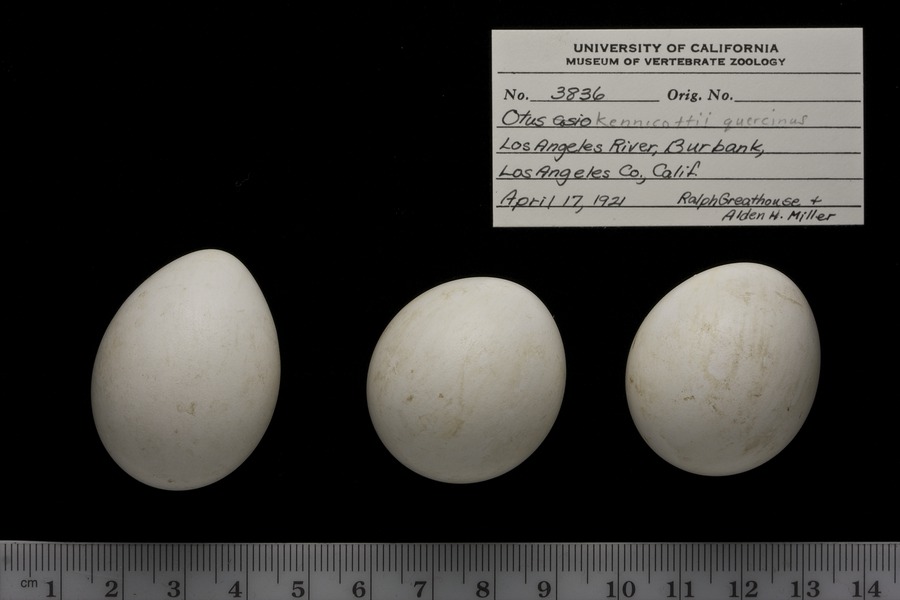 UNIVERSITY OF CALIFORNIA
MUSEUM OF VERTEBRATE ZOOLOGY
No. 3836 Orig. No.
Otus asio kennicottii quercinus
Los Angeles River, Burbank,
Los Angeles Co., Calif
April 17, 1921 Ralph Greathouse +
Alden H. Miller
cm 1 2 3 4 5 6 7 8 9 10 11 12 13 14